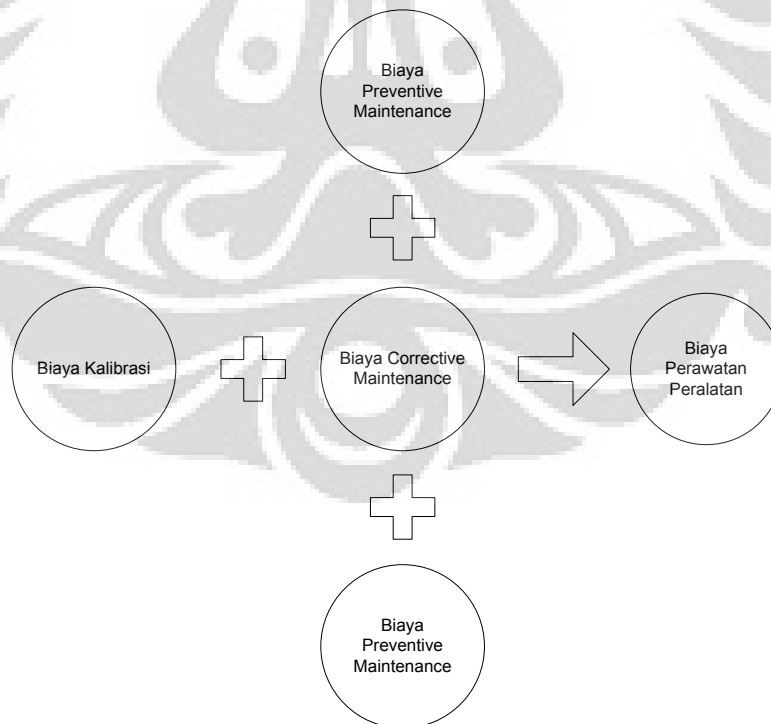 Biaya
Preventive
Maintenance
Biaya Kalibrasi
Biaya Corrective
Maintenance
Biaya
Perawatan
Peralatan
Biaya
Preventive
Maintenance